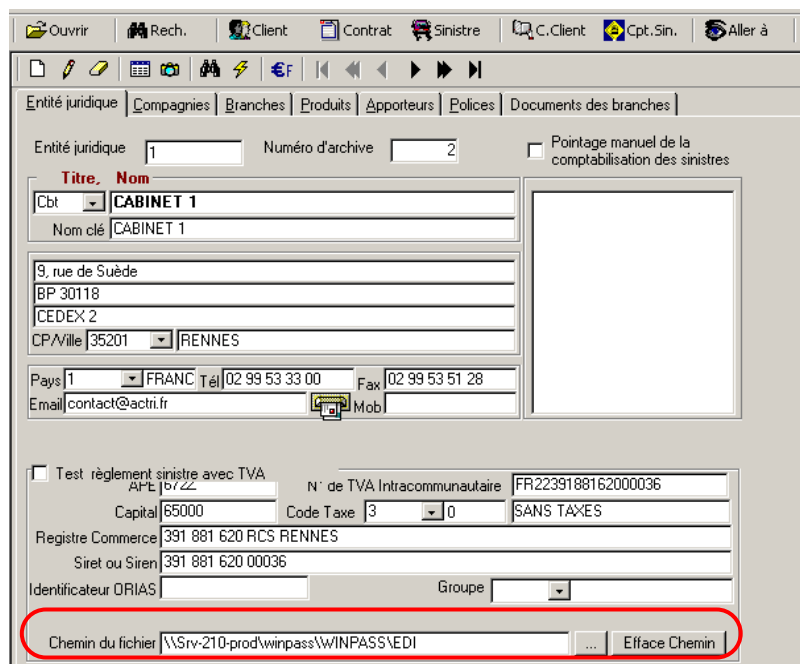 Ouvrir Rech. Client Contrat Sinistre C.Client Cpt.Sin. Aller à
€F
Entité juridique Compagnies Branches Produits Apporteurs Polices Documents des branches
Entité juridique 1 Numéro d'archive 2 Pointage manuel de la
comptabilisation des sinistres
Titre, Nom
Cbt CABINET 1
Nom clé CABINET 1
9, rue de Suède
BP 30118
CEDEX 2
CP/Ville 35201 RENNES
Pays 1 FRANC Tél 02 99 53 33 00 Fax 02 99 53 51 28
Email contact@actri.fr Mob
Test règlement sinistre avec TVA
APE 6722 N° de TVA Intracommunautaire FR2239188162000036
Capital 65000 Code Taxe 3 0 SANS TAXES
Registre Commerce 391 881 620 RCS RENNES
Siret ou Siren 391 881 620 00036
Identificateur ORIAS Groupe
Chemin du fichier \\Srv-210-prod\winpass\WINPASS\EDI ... Efface Chemin